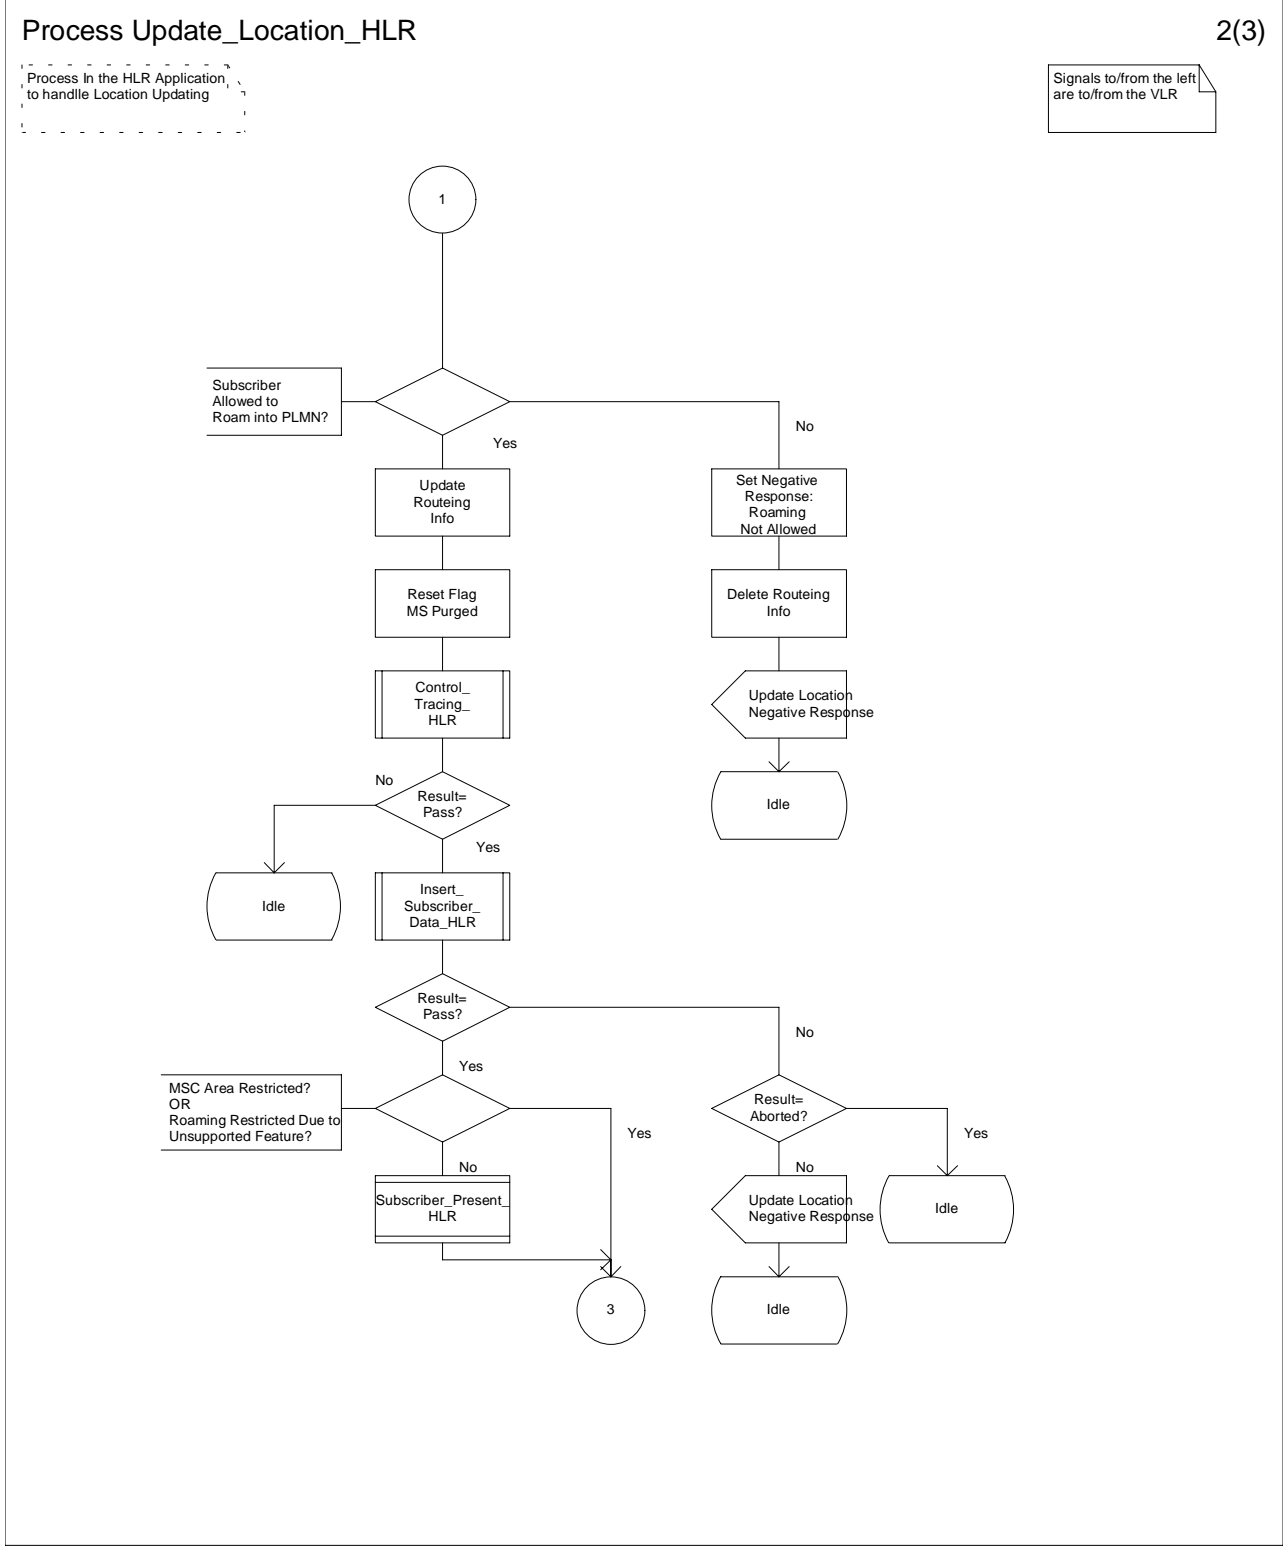 Process Update_Location_HLR
2(3)
Process In the HLR Application
to handlle Location Updating
Signals to/from the left
are to/from the VLR
1
Subscriber
Allowed to
Roam into PLMN?
No
Yes
Update
Routeing
Info
Set Negative
Response:
Roaming
Not Allowed
Reset Flag
MS Purged
Delete Routeing
Info
Control_
Tracing_
HLR
Update Location
Negative Response
No
Result=
Pass?
Idle
Yes
Idle
Insert_
Subscriber_
Data_HLR
Result=
Pass?
No
Yes
MSC Area Restricted?
OR
Roaming Restricted Due to
Unsupported Feature?
Result=
Aborted?
Yes
Yes
No
No
Subscriber_Present_
HLR
Update Location
Negative Response
Idle
3
Idle